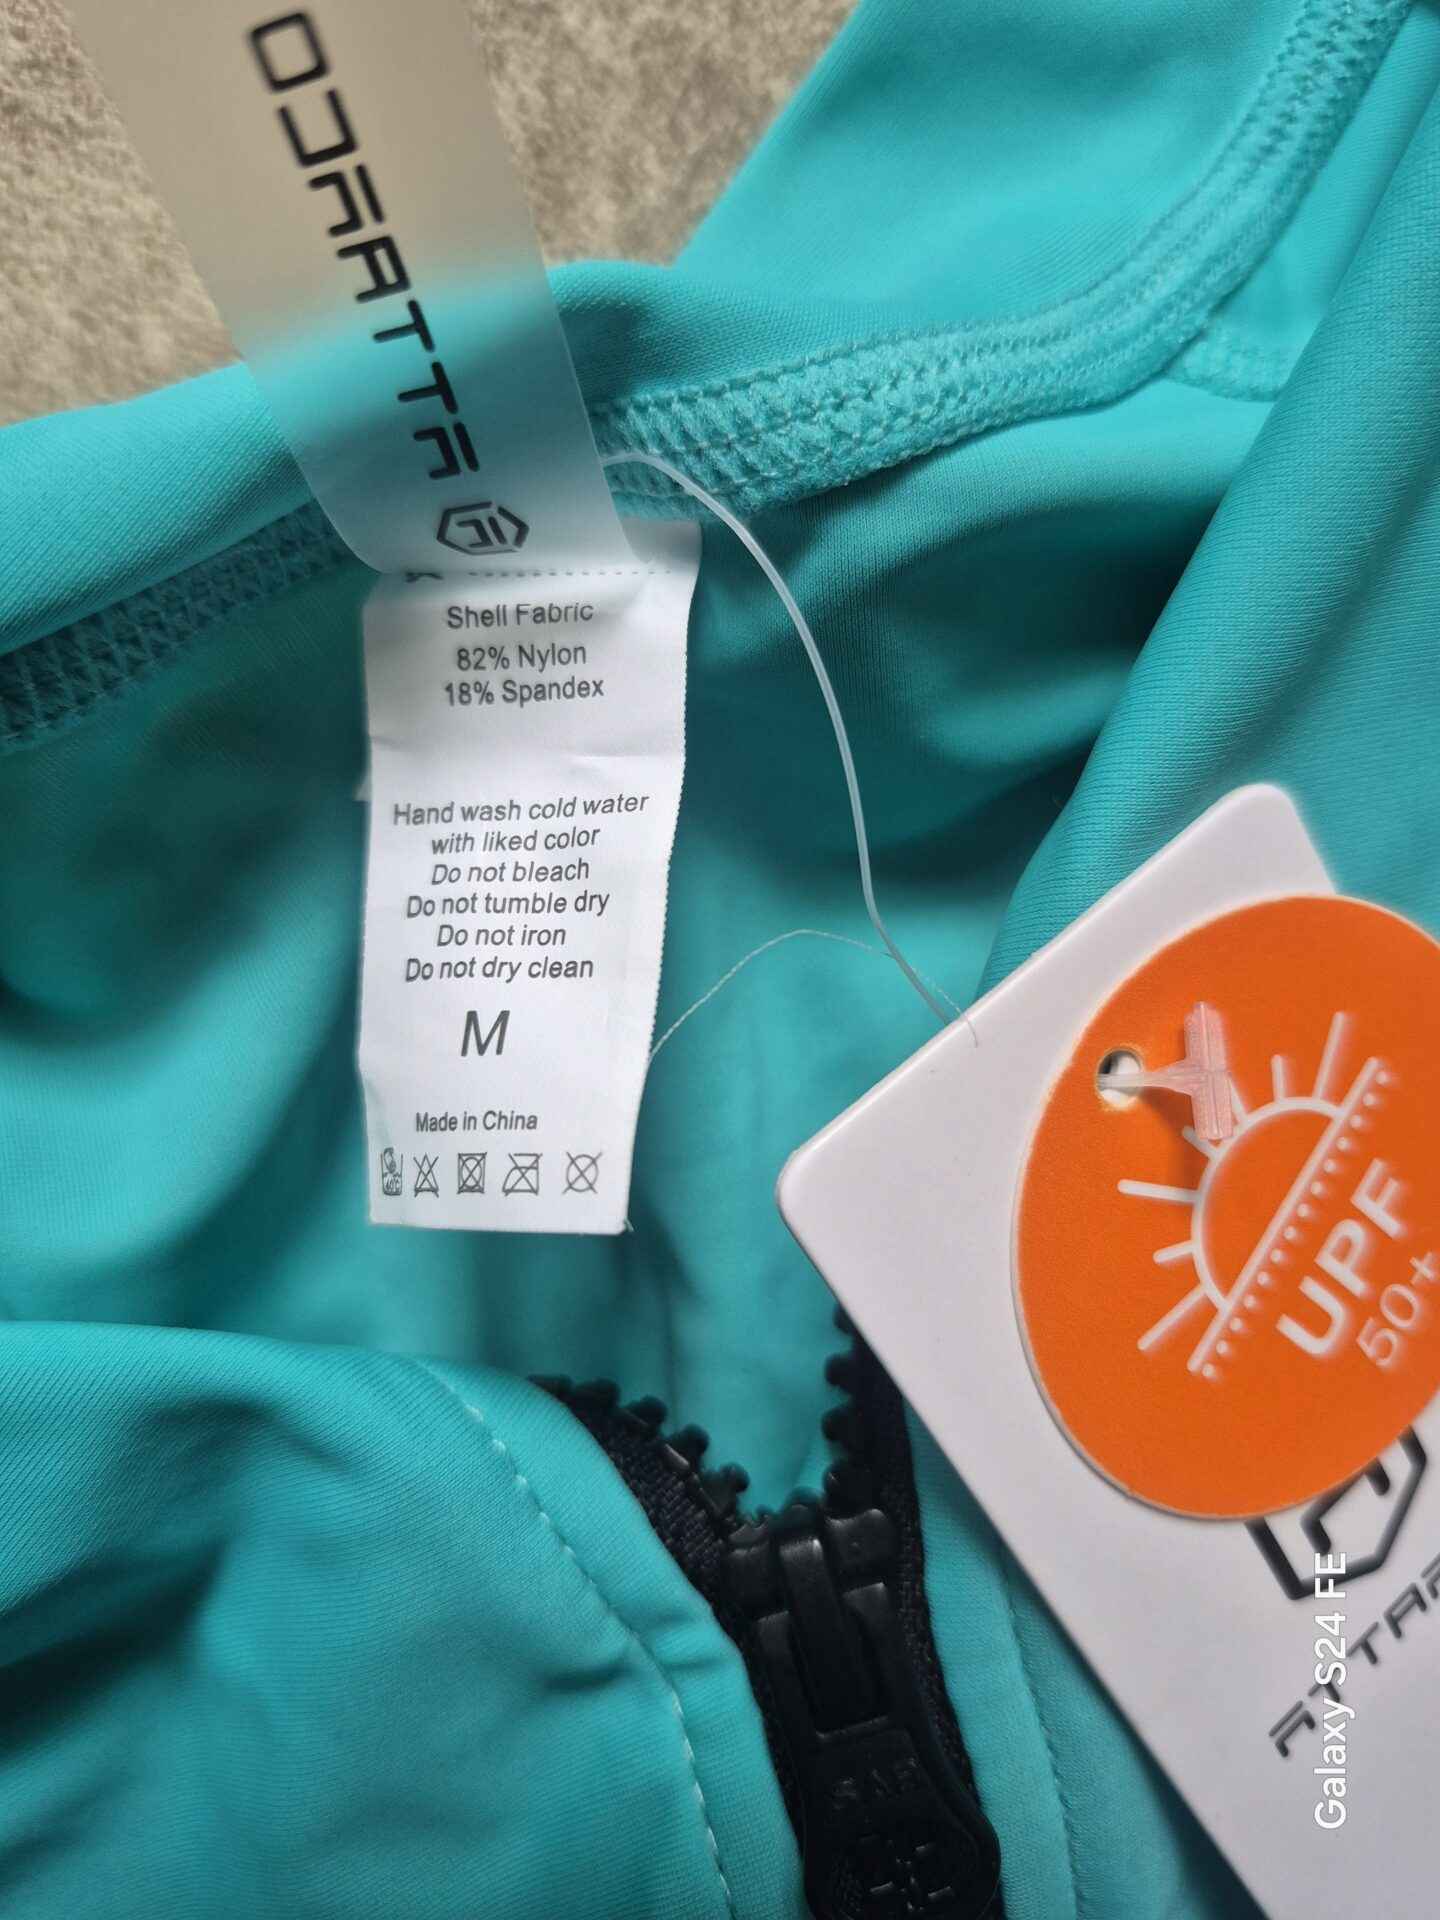 Shell Fabric
82% Nylon
18% Spandex
Hand wash cold water
with liked color
Do not bleach
Do not tumble dry
Do not iron
Do not dry clean
M
Made in China
UPF
50+
SAB
Galaxy S24 FE